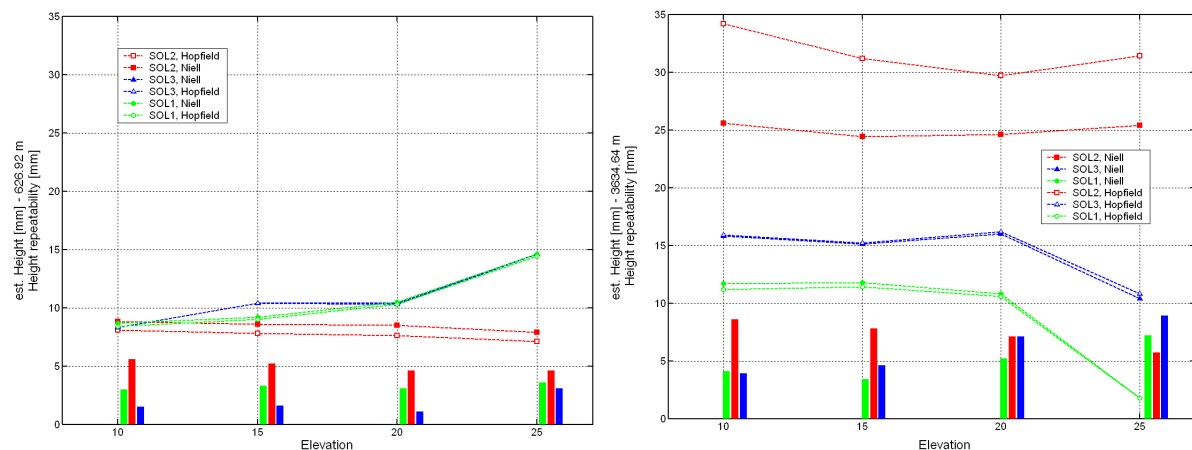 35
30
25
20
15
10
5
0
est. Height [mm] - 626.92 m
Height repeatability [mm]
SOL2, Hopfield
SOL2, Niell
SOL3, Niell
SOL3, Hopfield
SOL1, Niell
SOL1, Hopfield
10 15 20 25
Elevation
35
30
25
20
15
10
5
0
est. Height [mm] - 3634.64 m
Height repeatability [mm]
SOL2, Niell
SOL3, Niell
SOL1, Niell
SOL2, Hopfield
SOL3, Hopfield
SOL1, Hopfield
10 15 20 25
Elevation